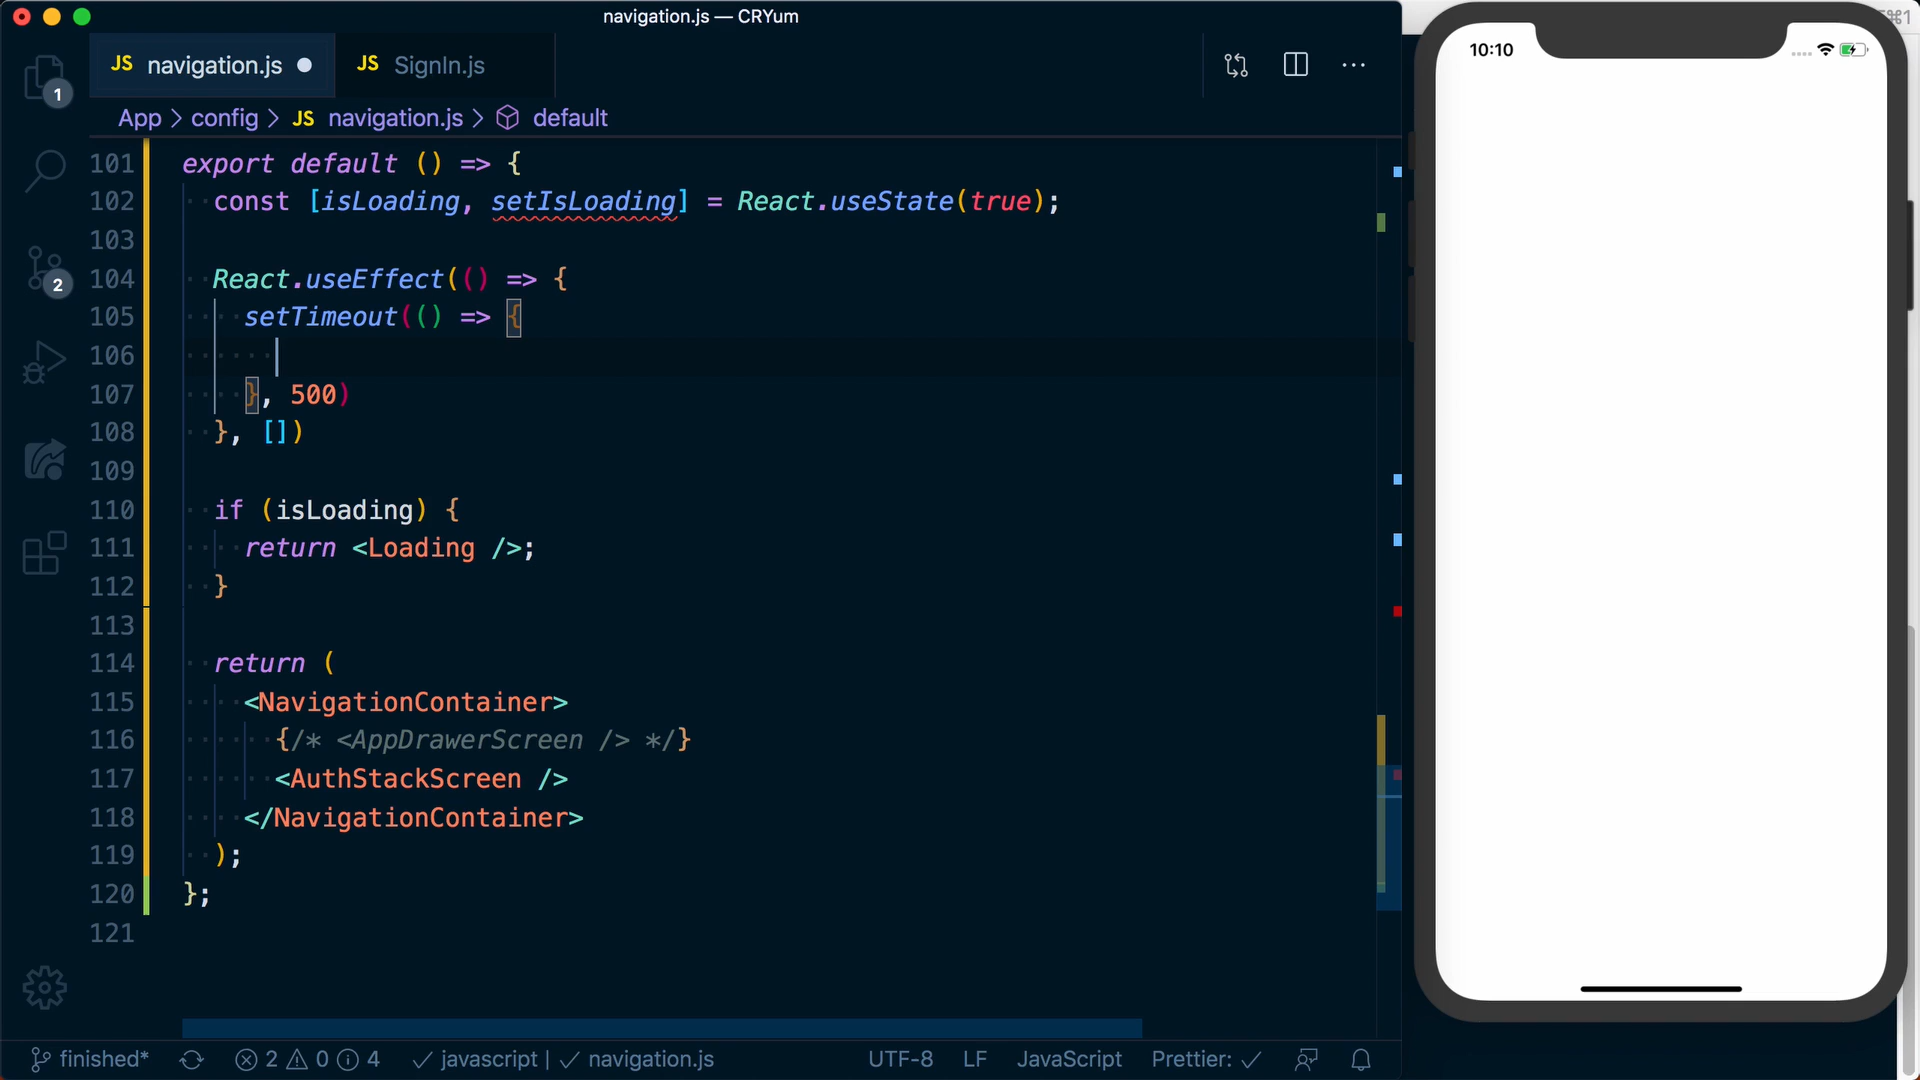 navigation.js — CRYum
⌘1
JS navigation.js
JS SignIn.js
1
App > config > JS navigation.js > default
101 export default () => {
102 const [isLoading, setIsLoading] = React.useState(true);
103
104 React.useEffect(() => {
105 setTimeout(() => {
106
107 }, 500)
108 }, [])
109
110 if (isLoading) {
111 return <Loading />;
112 }
113
114 return (
115 <NavigationContainer>
116 {/* <AppDrawerScreen /> */}
117 <AuthStackScreen />
118 </NavigationContainer>
119 );
120 };
121
2
finished* 2 0 4 javascript | navigation.js UTF-8 LF JavaScript Prettier:
10:10